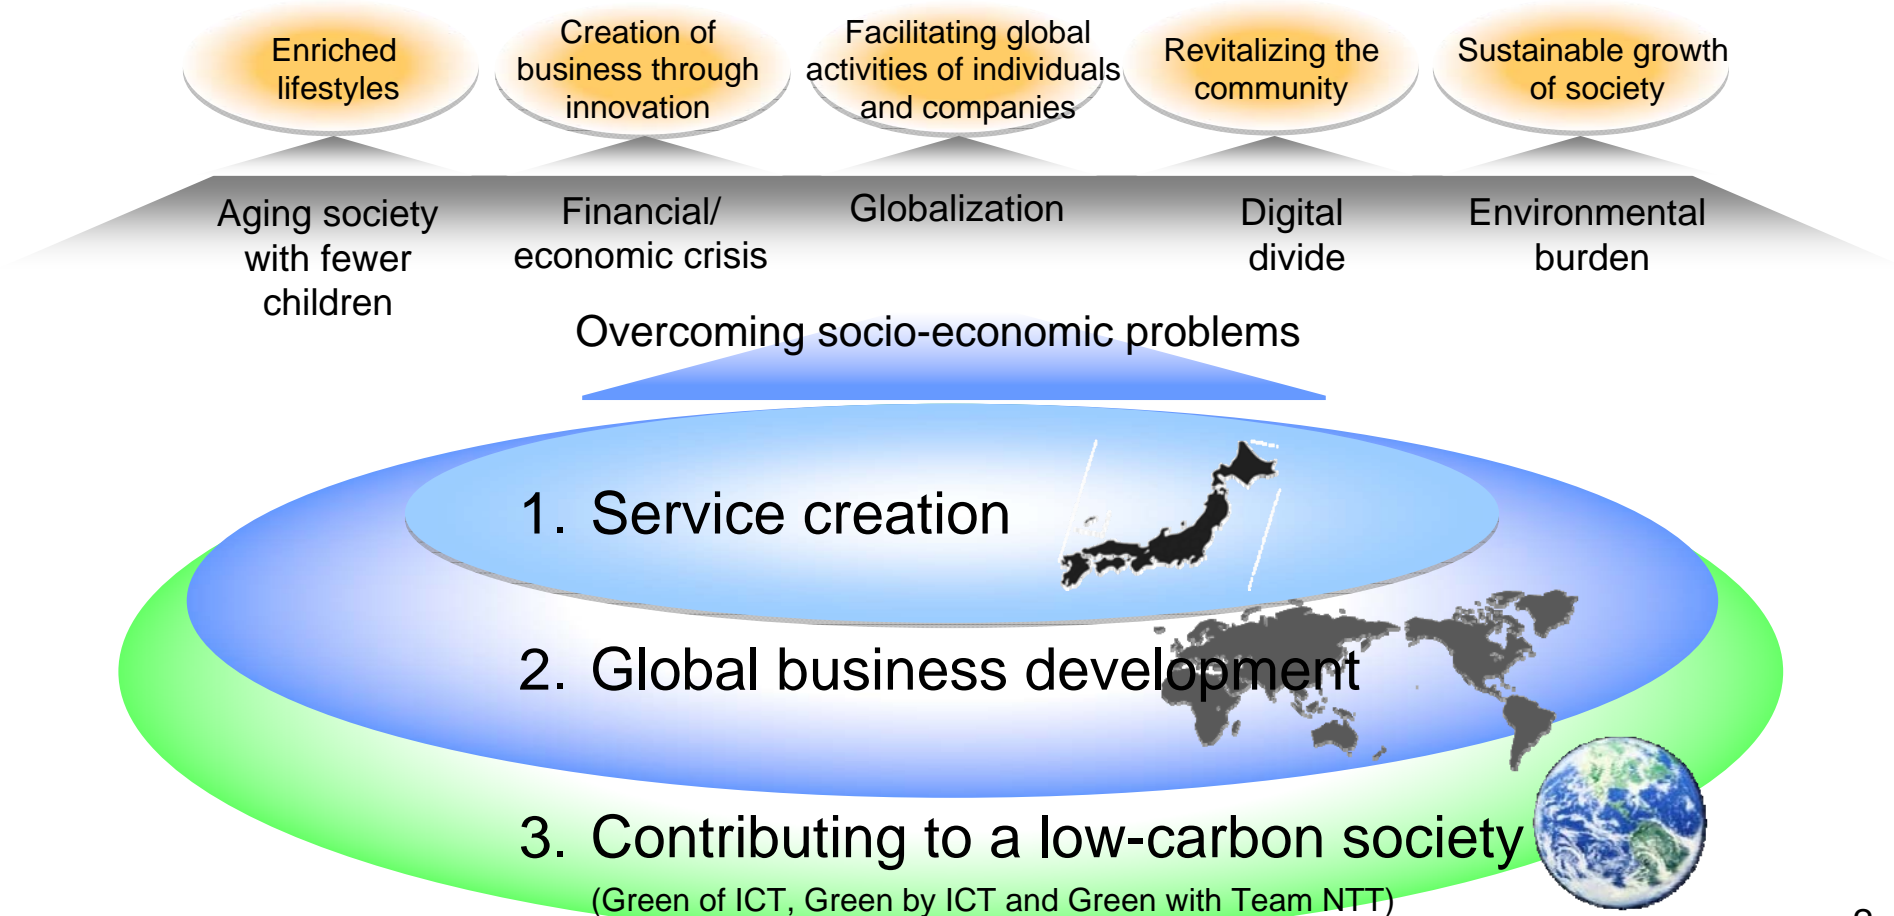 Enriched
lifestyles
Creation of
business through
innovation
Facilitating global
activities of individuals
and companies
Revitalizing the
community
Sustainable growth
of society
Aging society
with fewer
children
Financial/
economic crisis
Globalization
Digital
divide
Environmental
burden
Overcoming socio-economic problems
1. Service creation
2. Global business development
3. Contributing to a low-carbon society
(Green of ICT, Green by ICT and Green with Team NTT)